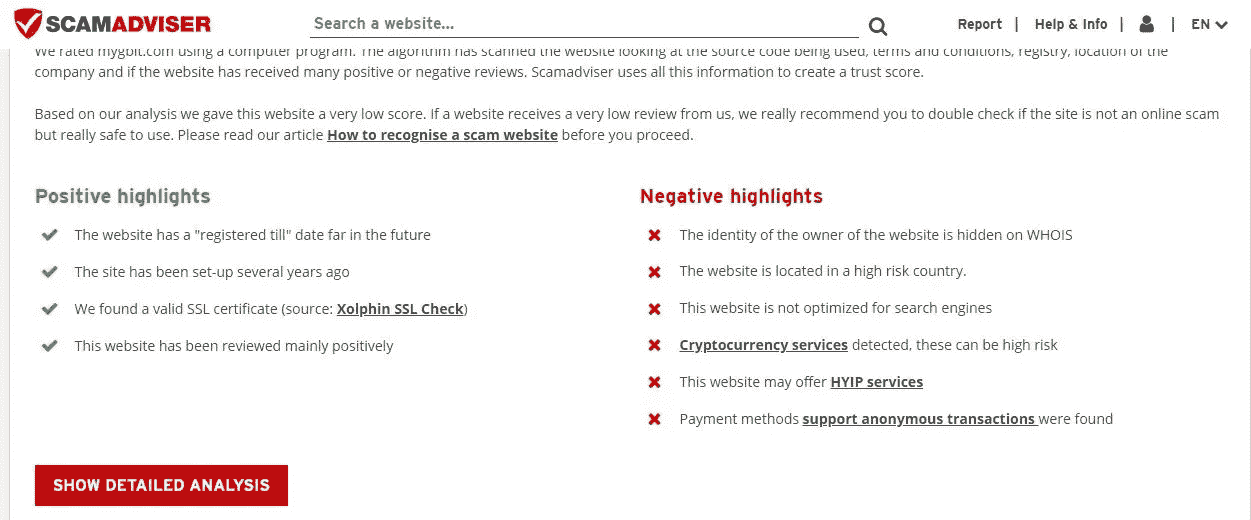 SCAMADVISER
Search a website...
Report | Help & Info | | EN
We rated mygpit.com using a computer program. The algorithm has scanned the website looking at the source code being used, terms and conditions, registry, location of the
company and if the website has received many positive or negative reviews. Scamadviser uses all this information to create a trust score.
Based on our analysis we gave this website a very low score. If a website receives a very low review from us, we really recommend you to double check if the site is not an online scam
but really safe to use. Please read our article How to recognise a scam website before you proceed.
Positive highlights
The website has a "registered till" date far in the future
The site has been set-up several years ago
We found a valid SSL certificate (source: Xolphin SSL Check)
This website has been reviewed mainly positively
Negative highlights
The identity of the owner of the website is hidden on WHOIS
The website is located in a high risk country.
This website is not optimized for search engines
Cryptocurrency services detected, these can be high risk
This website may offer HYIP services
Payment methods support anonymous transactions were found
SHOW DETAILED ANALYSIS